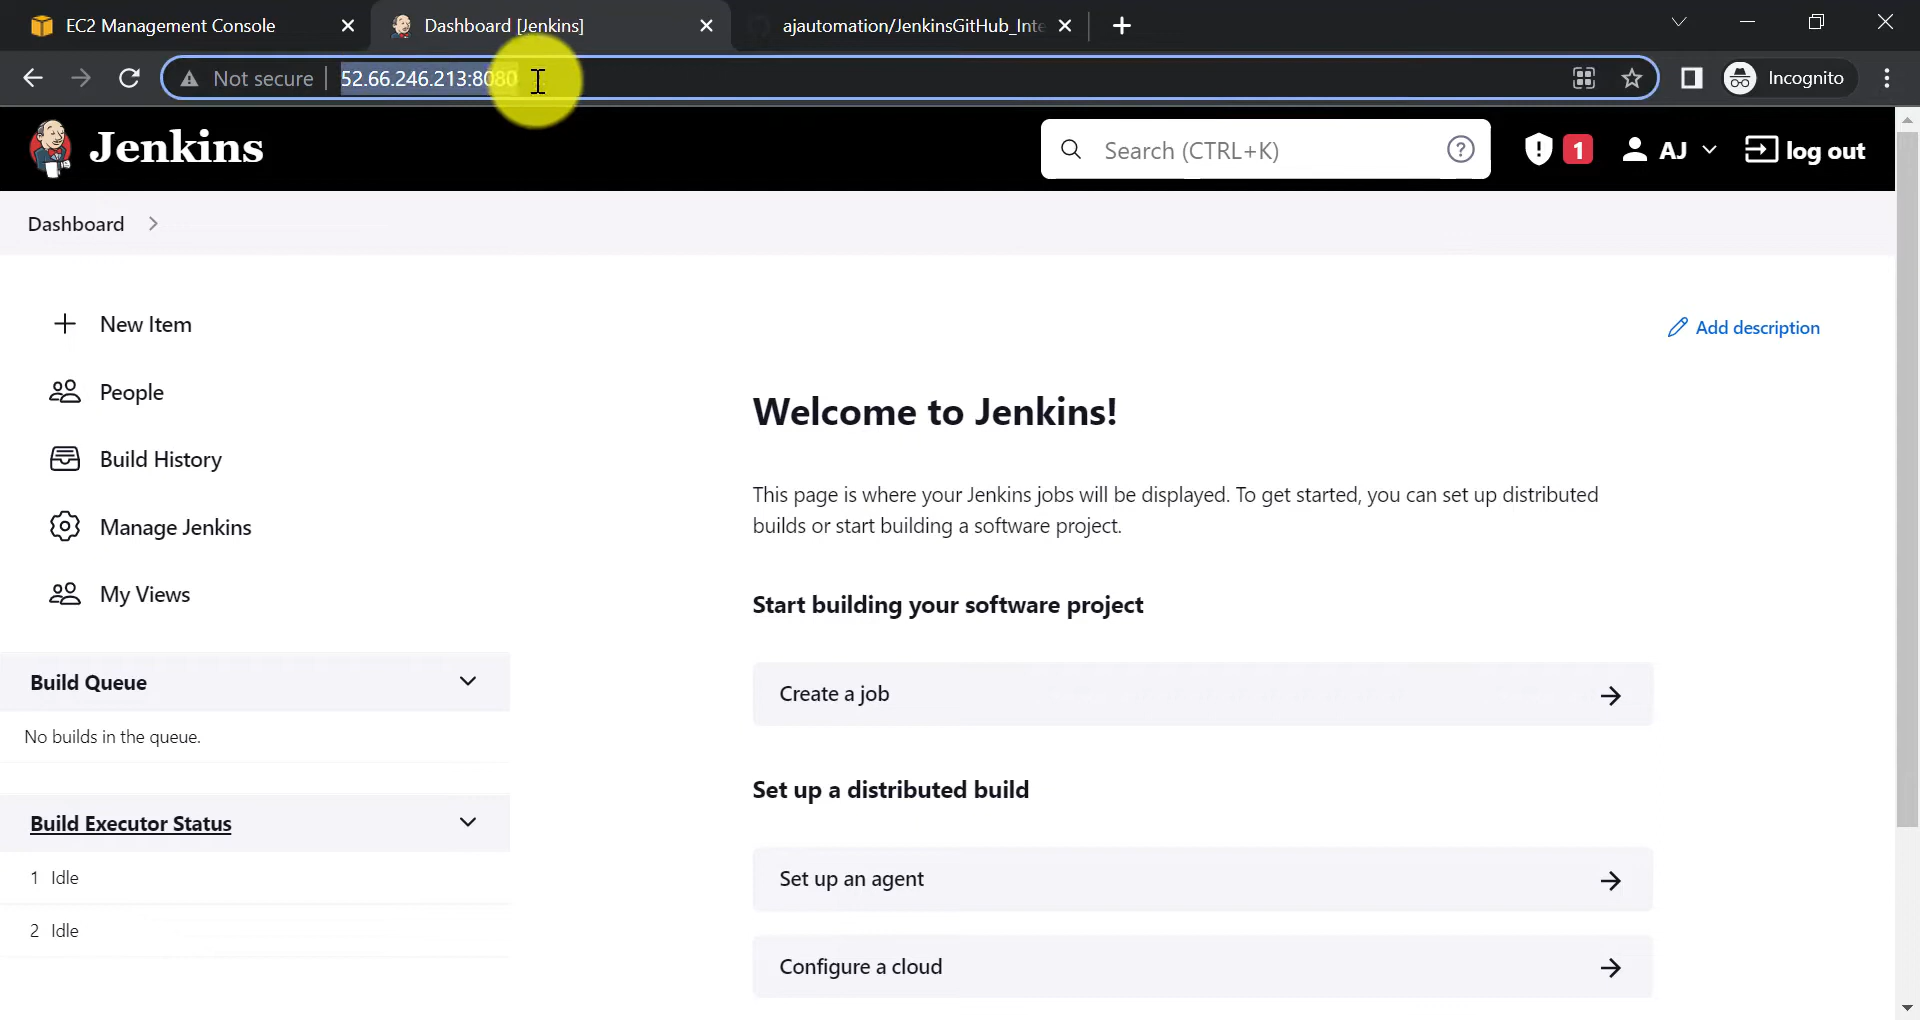 EC2 Management Console
Dashboard [Jenkins]
ajautomation/JenkinsGitHub_Inte
Not secure
52.66.246.213:8080
Incognito
Jenkins
Search (CTRL+K)
1
AJ
log out
Dashboard
New Item
Add description
People
Build History
Manage Jenkins
My Views
Welcome to Jenkins!
This page is where your Jenkins jobs will be displayed. To get started, you can set up distributed
builds or start building a software project.
Start building your software project
Create a job
Set up a distributed build
Set up an agent
Configure a cloud
Build Queue
No builds in the queue.
Build Executor Status
1 Idle
2 Idle